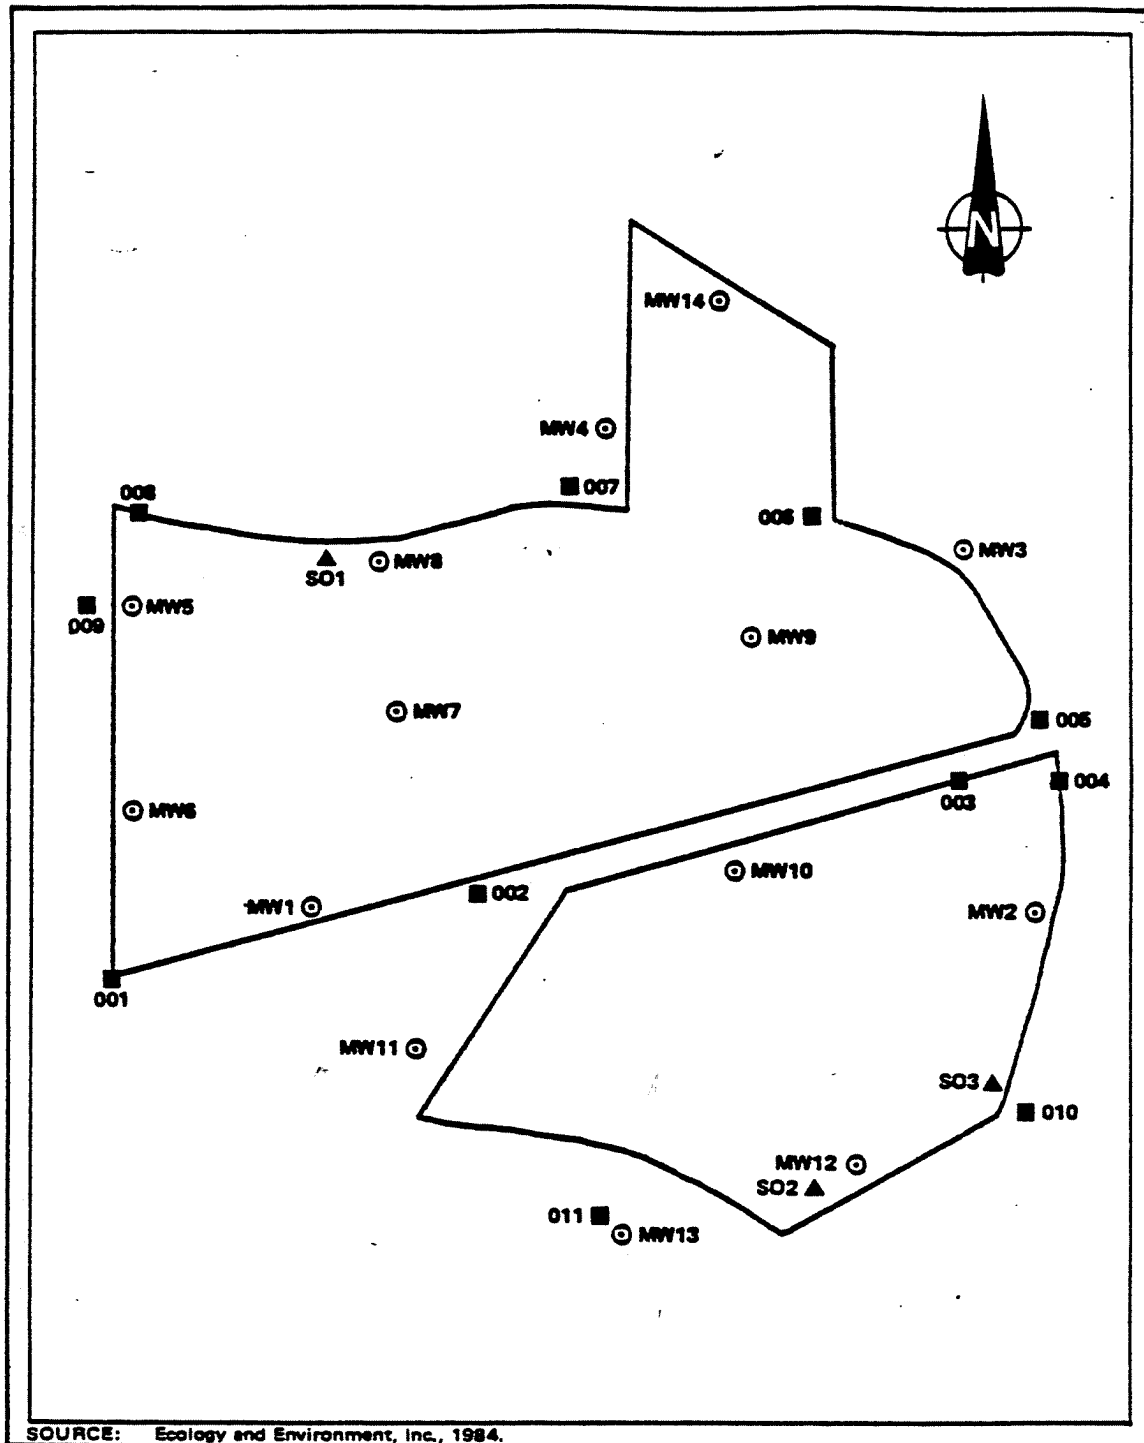 N
MW14
MW4
007
008
006
MW3
MW8
SO1
MW5
009
MW9
MW7
005
003
004
MW6
MW10
002
MW1
MW2
001
MW11
SO3
010
MW12
SO2
011
MW13
SOURCE: Ecology and Environment, Inc., 1984.